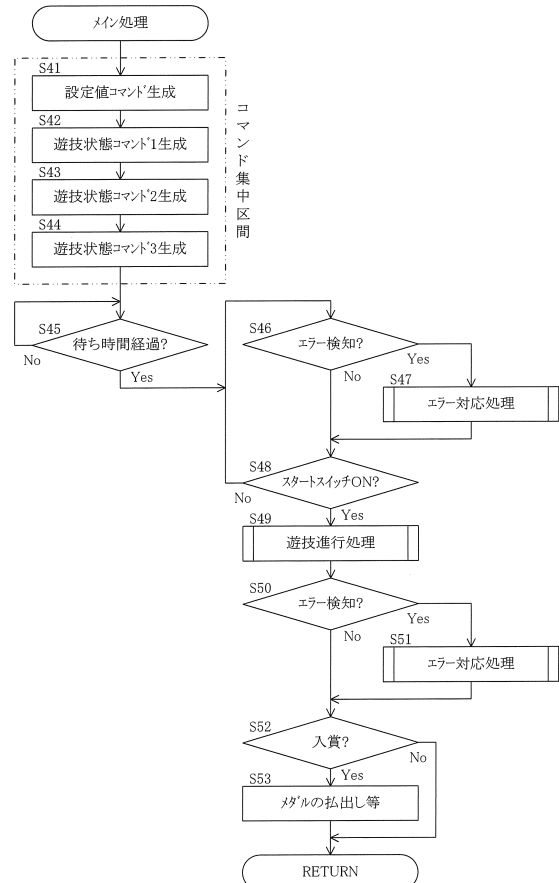 メイン処理
S41
設定値コマンド生成
S42
遊技状態コマンド1生成
S43
遊技状態コマンド2生成
S44
遊技状態コマンド3生成
コマンド集中区間
S45
待ち時間経過?
No
Yes
S46
エラー検知?
Yes
No
S47
エラー対応処理
S48
スタートスイッチON?
No
Yes
S49
遊技進行処理
S50
エラー検知?
Yes
No
S51
エラー対応処理
S52
入賞?
No
Yes
S53
メダルの払出し等
RETURN